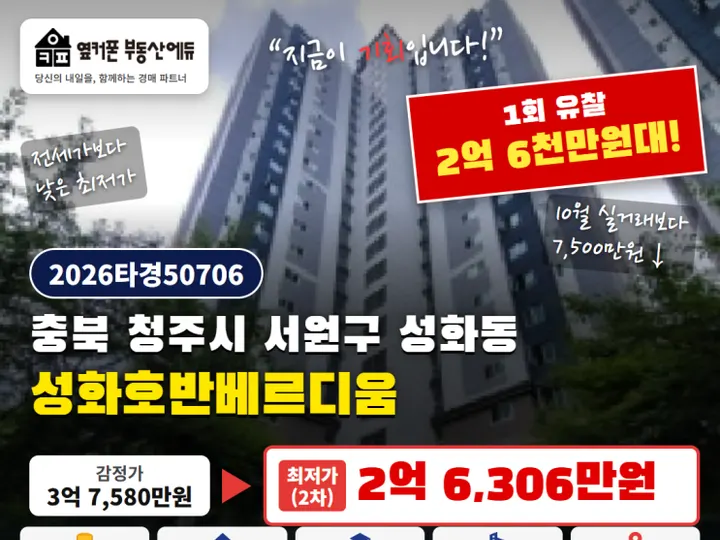 옆커폰 부동산에듀
당신의 내일을, 함께하는 경매 파트너
“지금이 기회입니다!”
1회 유찰
2억 6천만원대!
전세가보다
낮은 최저가
10월 실거래보다
7,500만원↓
2026타경50706
충북 청주시 서원구 성화동
성화호반베르디움
감정가
3억 7,580만원
최저가
(2차)
2억 6,306만원